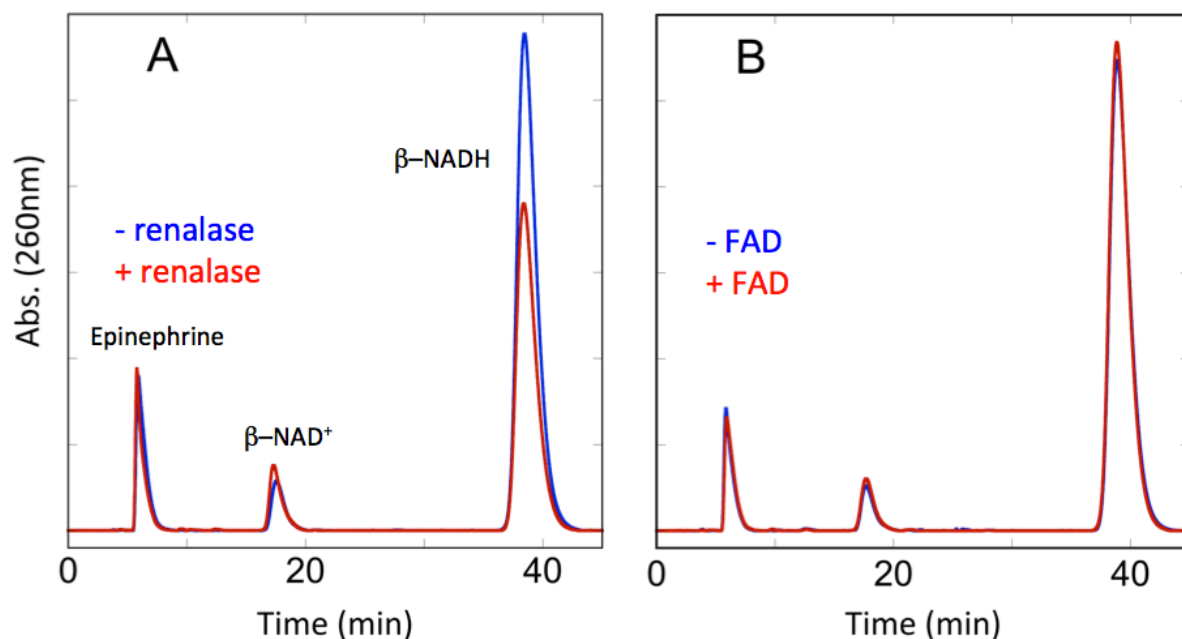 A
β–NADH
- renalase
+ renalase
Epinephrine
β–NAD⁺
Abs. (260nm)
0
20
40
Time (min)
B
- FAD
+ FAD
0
20
40
Time (min)